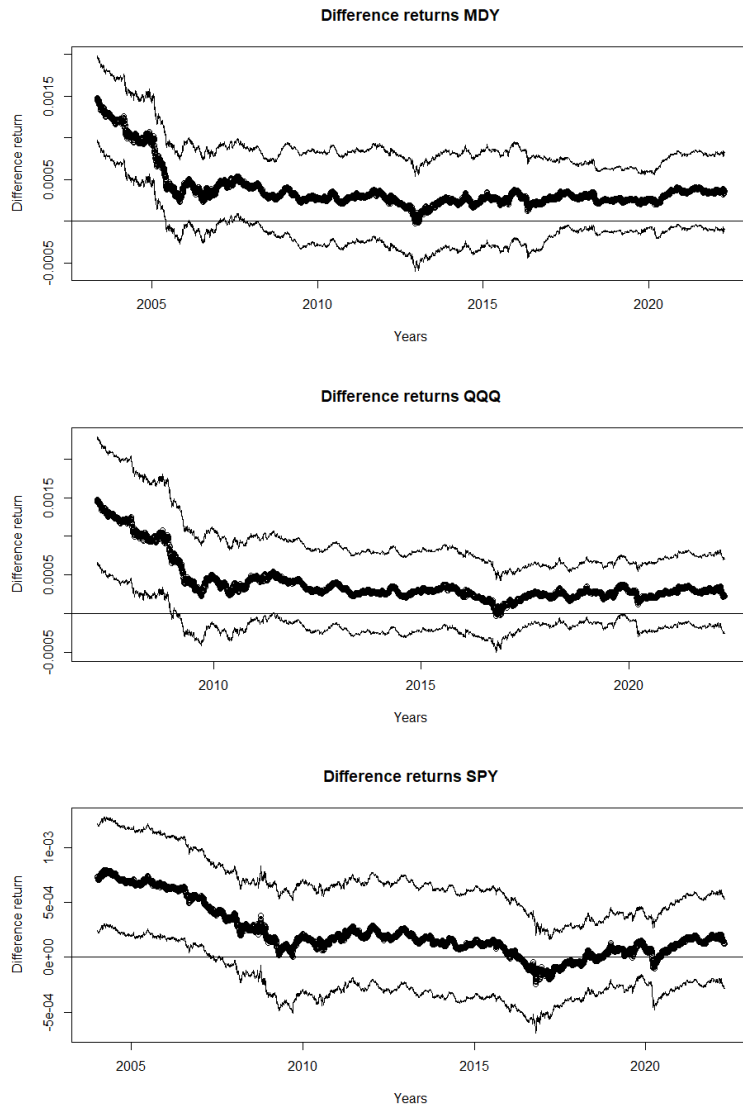 Difference returns MDY
Difference return
0.0015
0.0005
-0.0005
2005 2010 2015 2020
Years
Difference returns QQQ
Difference return
0.0015
0.0005
-0.0005
2010 2015 2020
Years
Difference returns SPY
Difference return
1e-03
5e-04
0e+00
-5e-04
2005 2010 2015 2020
Years